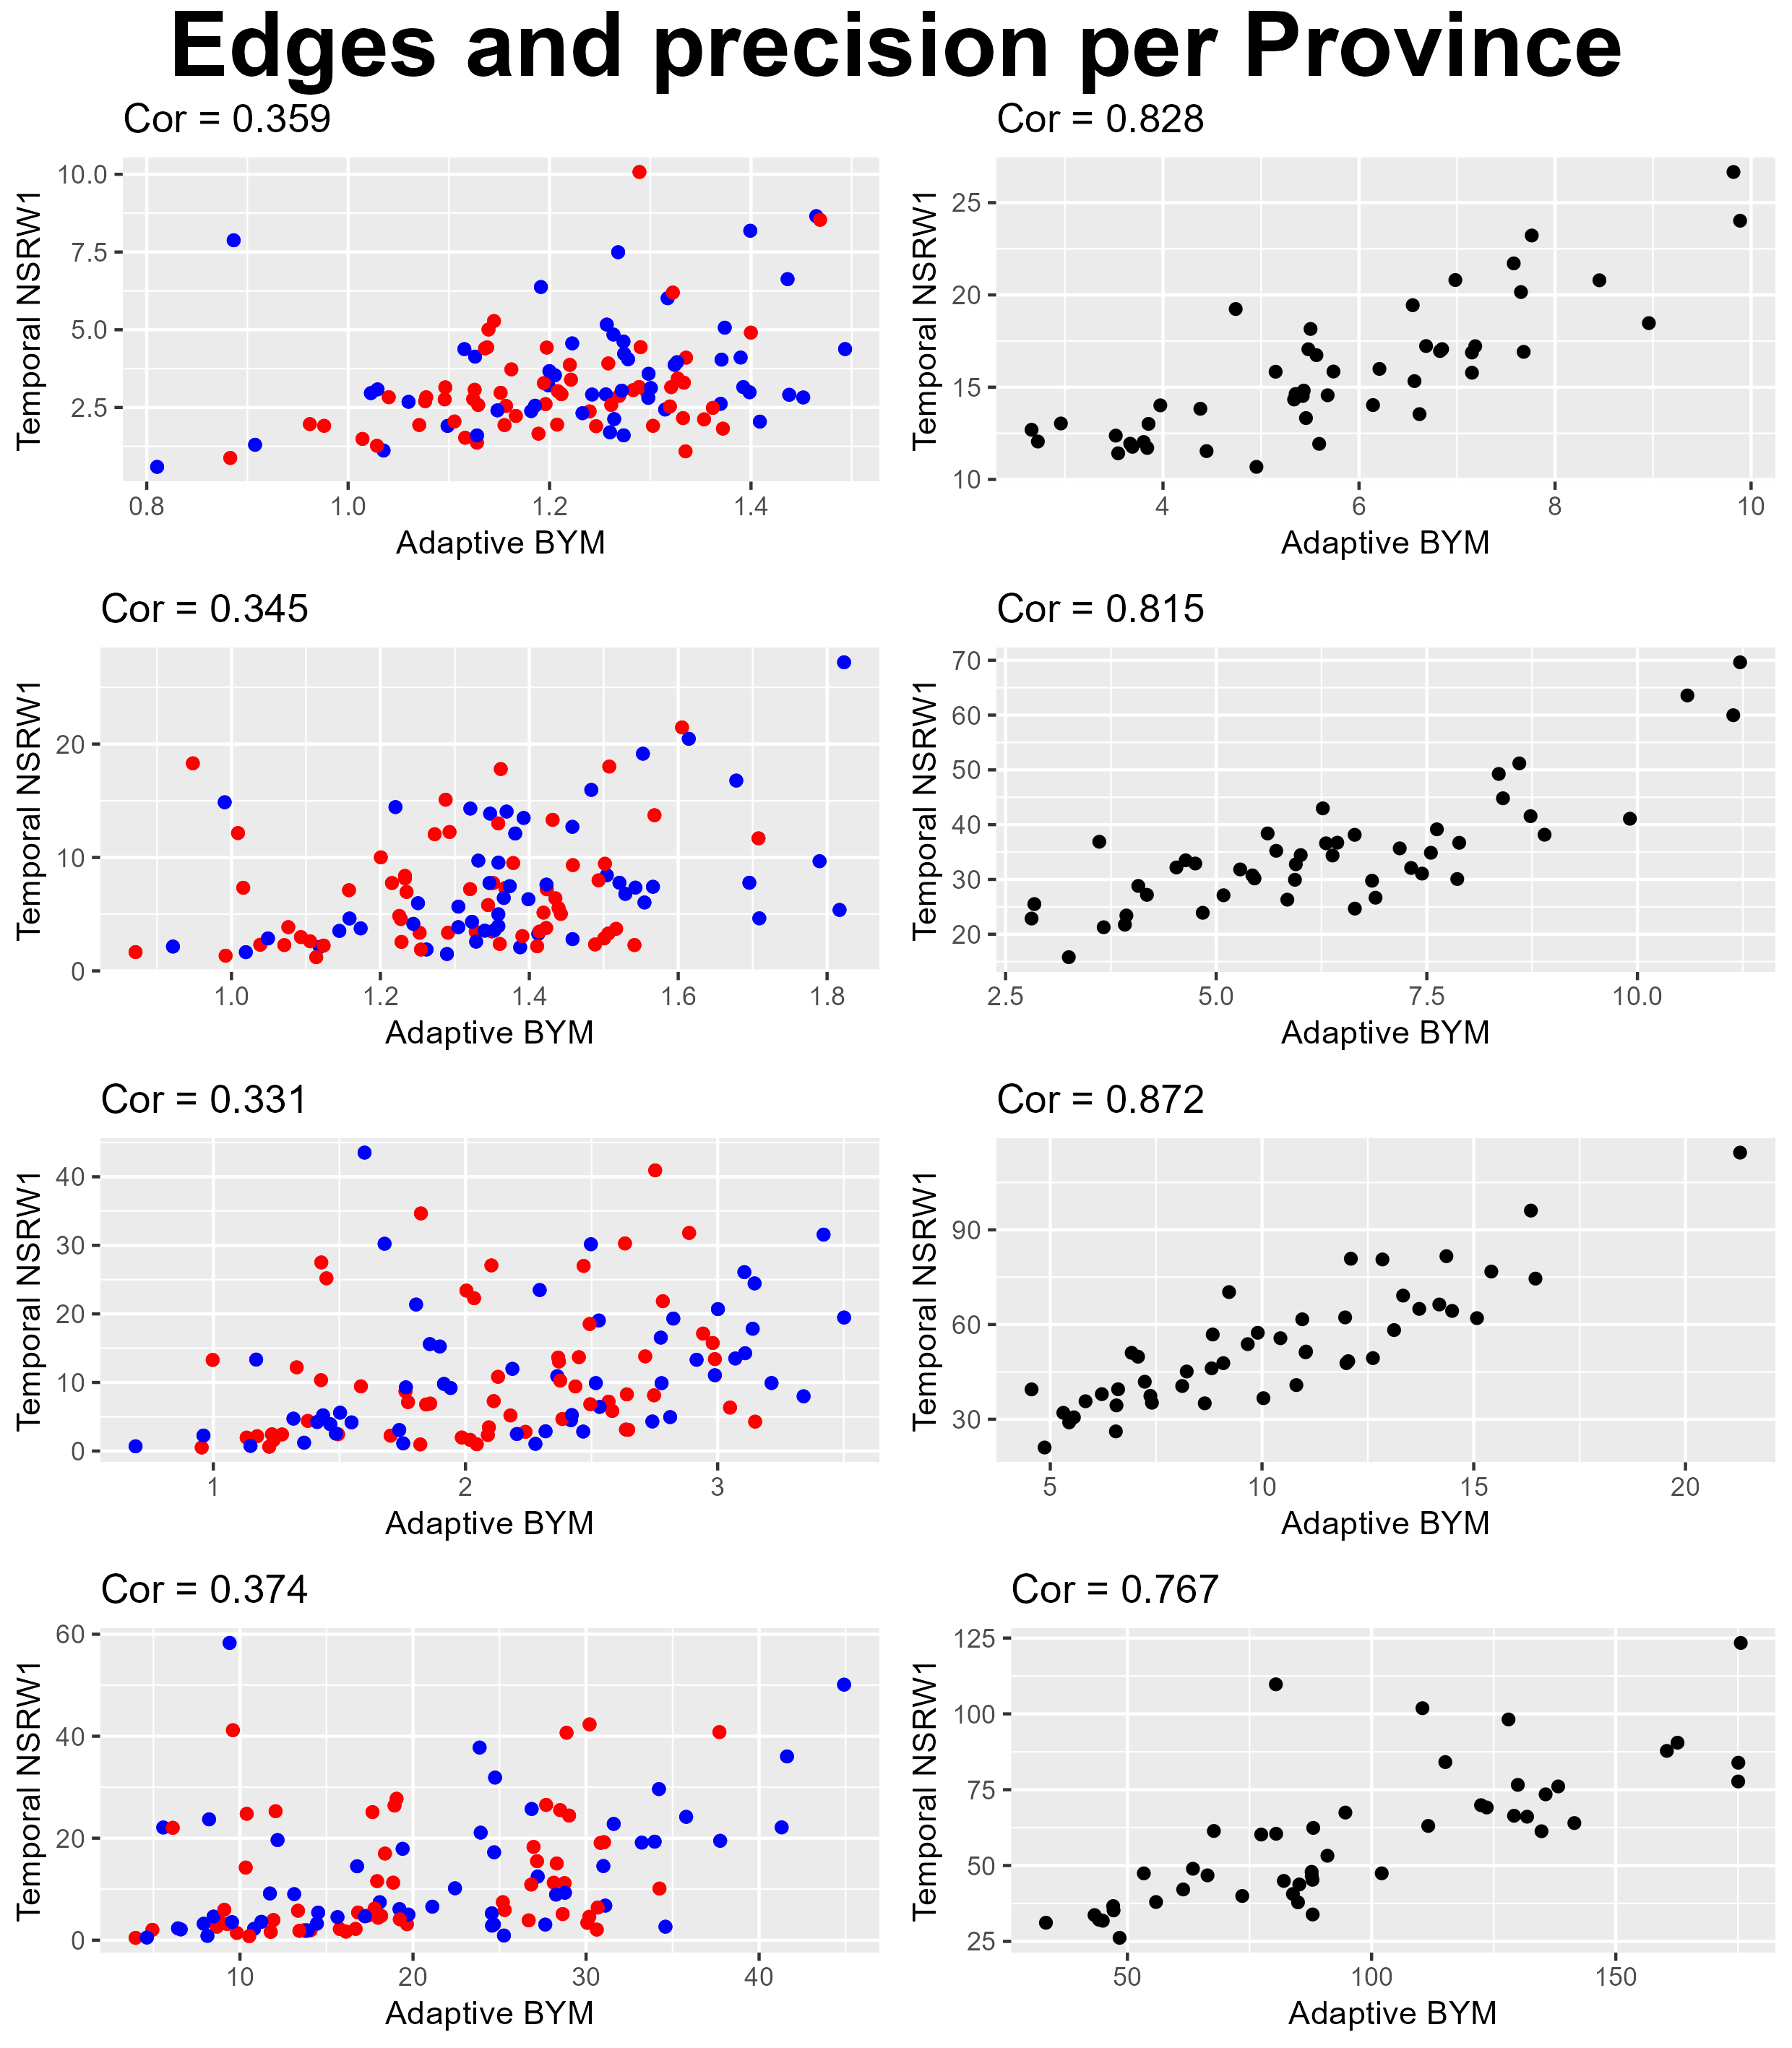 Edges and precision per Province
Cor = 0.359
Temporal NSRW1
10.0
7.5
5.0
2.5
0.8 1.0 1.2 1.4
Adaptive BYM
Cor = 0.828
Temporal NSRW1
25
20
15
10
4 6 8 10
Adaptive BYM
Cor = 0.345
Temporal NSRW1
20
10
0
1.0 1.2 1.4 1.6 1.8
Adaptive BYM
Cor = 0.815
Temporal NSRW1
70
60
50
40
30
20
2.5 5.0 7.5 10.0
Adaptive BYM
Cor = 0.331
Temporal NSRW1
40
30
20
10
0
1 2 3
Adaptive BYM
Cor = 0.872
Temporal NSRW1
90
60
30
5 10 15 20
Adaptive BYM
Cor = 0.374
Temporal NSRW1
60
40
20
0
10 20 30 40
Adaptive BYM
Cor = 0.767
Temporal NSRW1
125
100
75
50
25
50 100 150
Adaptive BYM